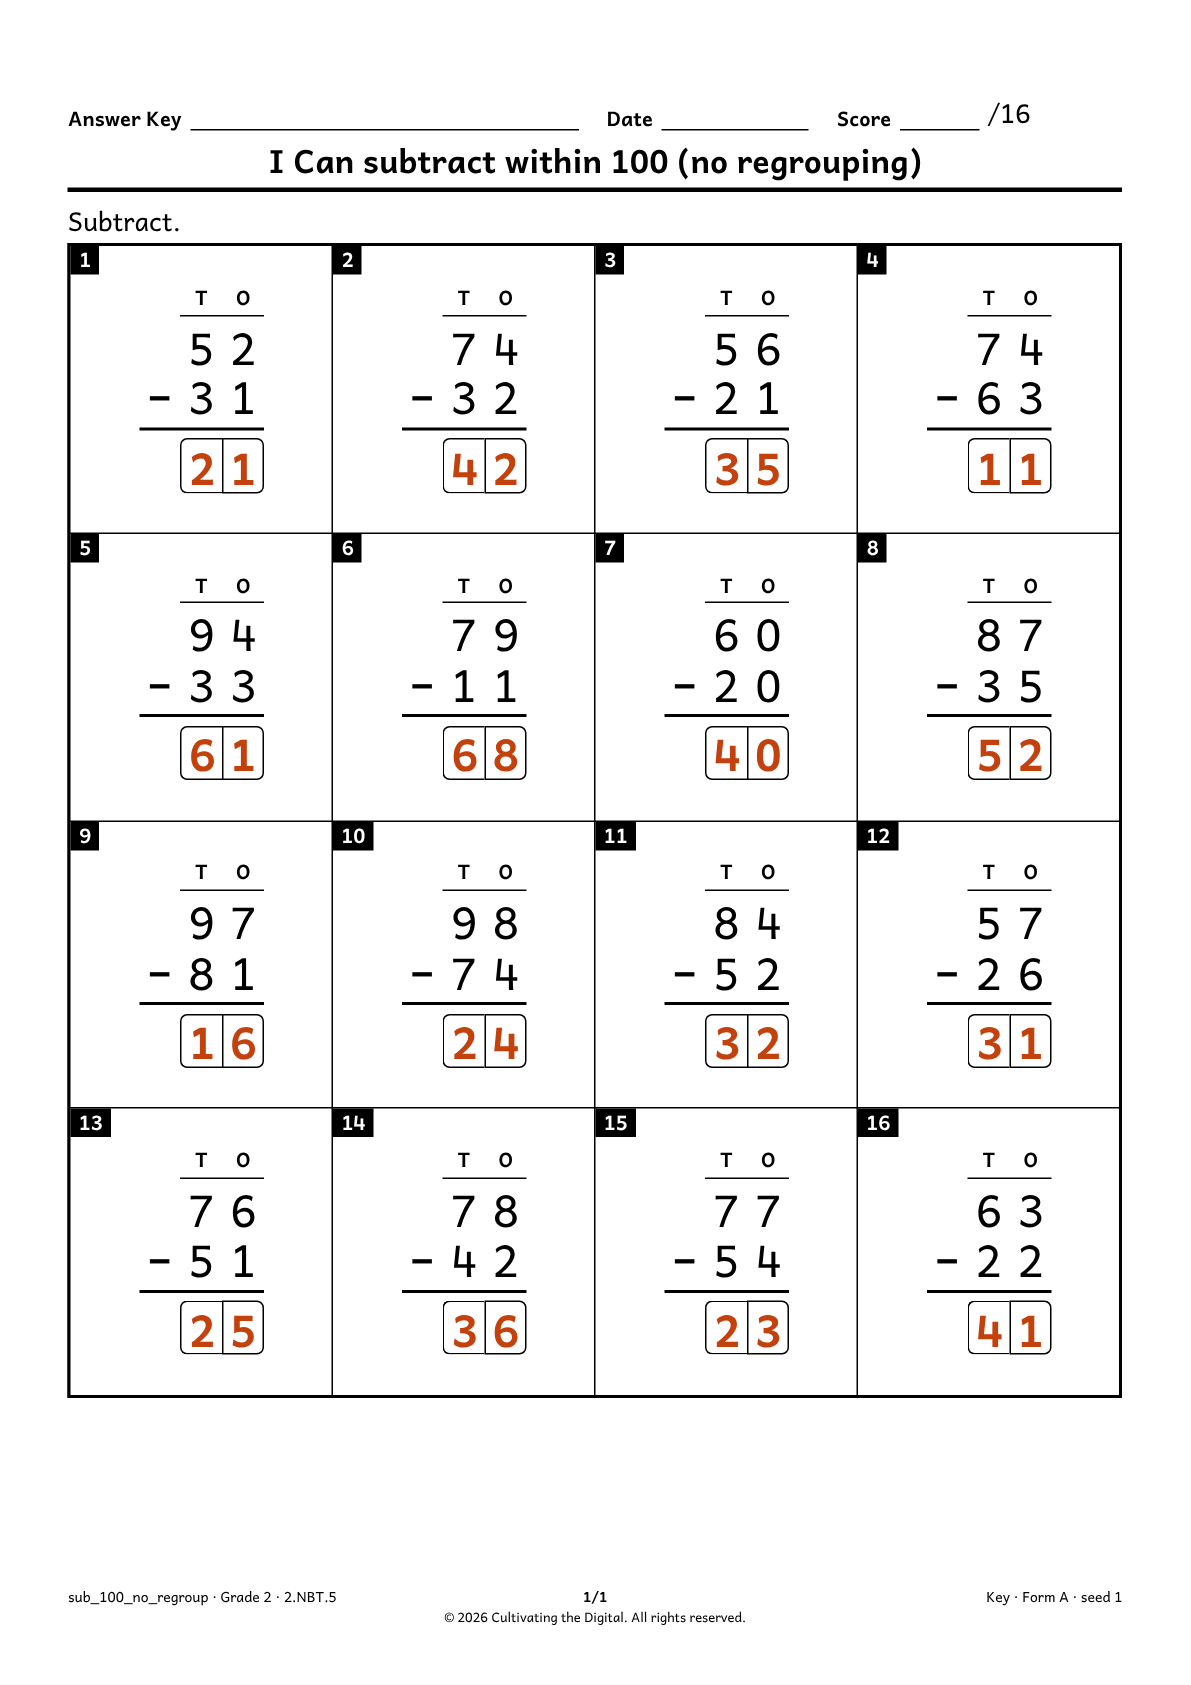 Answer Key ____ Date ____ Score ____ /16
I Can subtract within 100 (no regrouping)
Subtract.
1 2 3 4
T O T O T O T O
5 2 7 4 5 6 7 4
− 3 1 − 3 2 − 2 1 − 6 3
2 1 4 2 3 5 1 1
5 6 7 8
T O T O T O T O
9 4 7 9 6 0 8 7
− 3 3 − 1 1 − 2 0 − 3 5
6 1 6 8 4 0 5 2
9 10 11 12
T O T O T O T O
9 7 9 8 8 4 5 7
− 8 1 − 7 4 − 5 2 − 2 6
1 6 2 4 3 2 3 1
13 14 15 16
T O T O T O T O
7 6 7 8 7 7 6 3
− 5 1 − 4 2 − 5 4 − 2 2
2 5 3 6 2 3 4 1
sub_100_no_regroup · Grade 2 · 2.NBT.5 1/1 Key · Form A · seed 1
© 2026 Cultivating the Digital. All rights reserved.